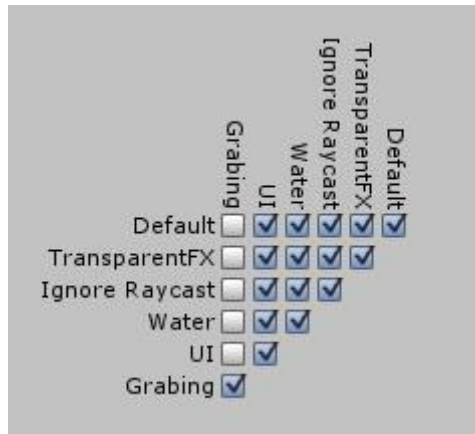 Grabing
UI
Water
Ignore Raycast
TransparentFX
Default
Default
TransparentFX
Ignore Raycast
Water
UI
Grabing